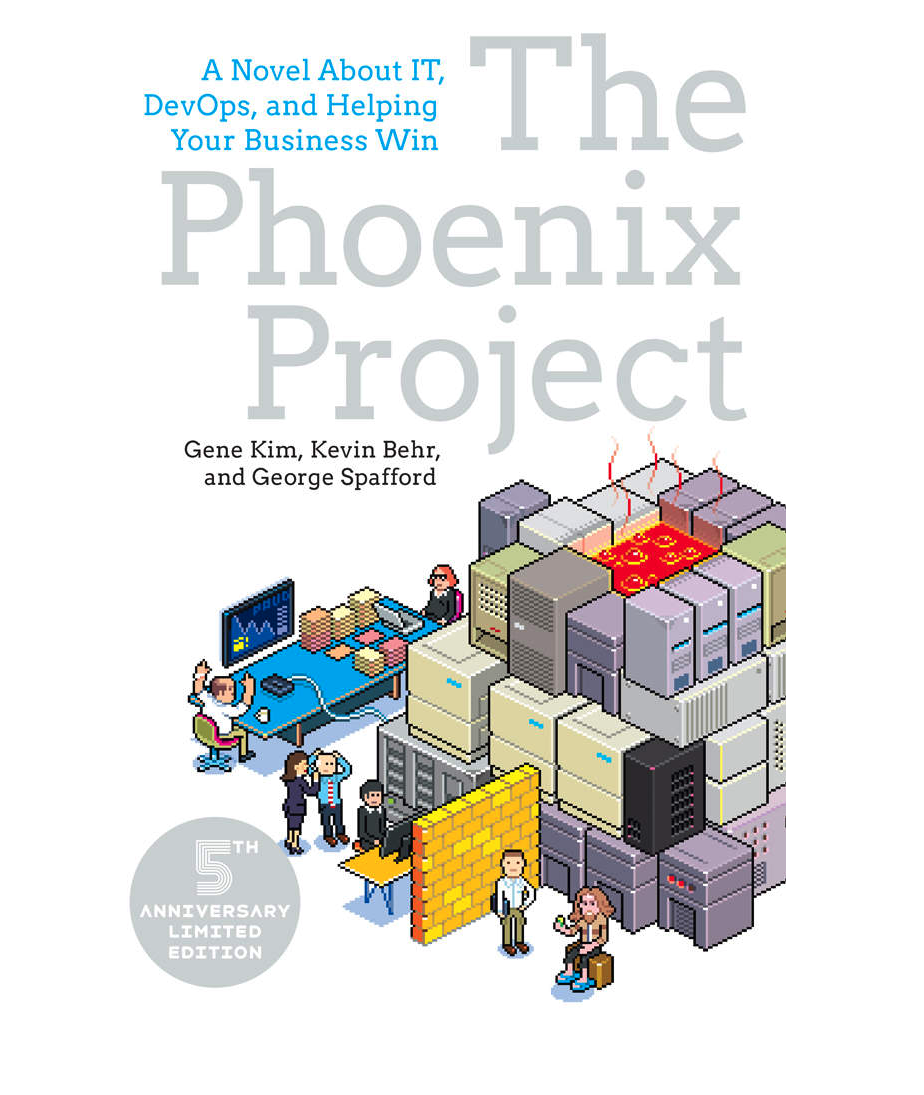 A Novel About IT,
DevOps, and Helping
Your Business Win
The
Phoenix
Project
Gene Kim, Kevin Behr,
and George Spafford
PROD
5TH
ANNIVERSARY
LIMITED
EDITION